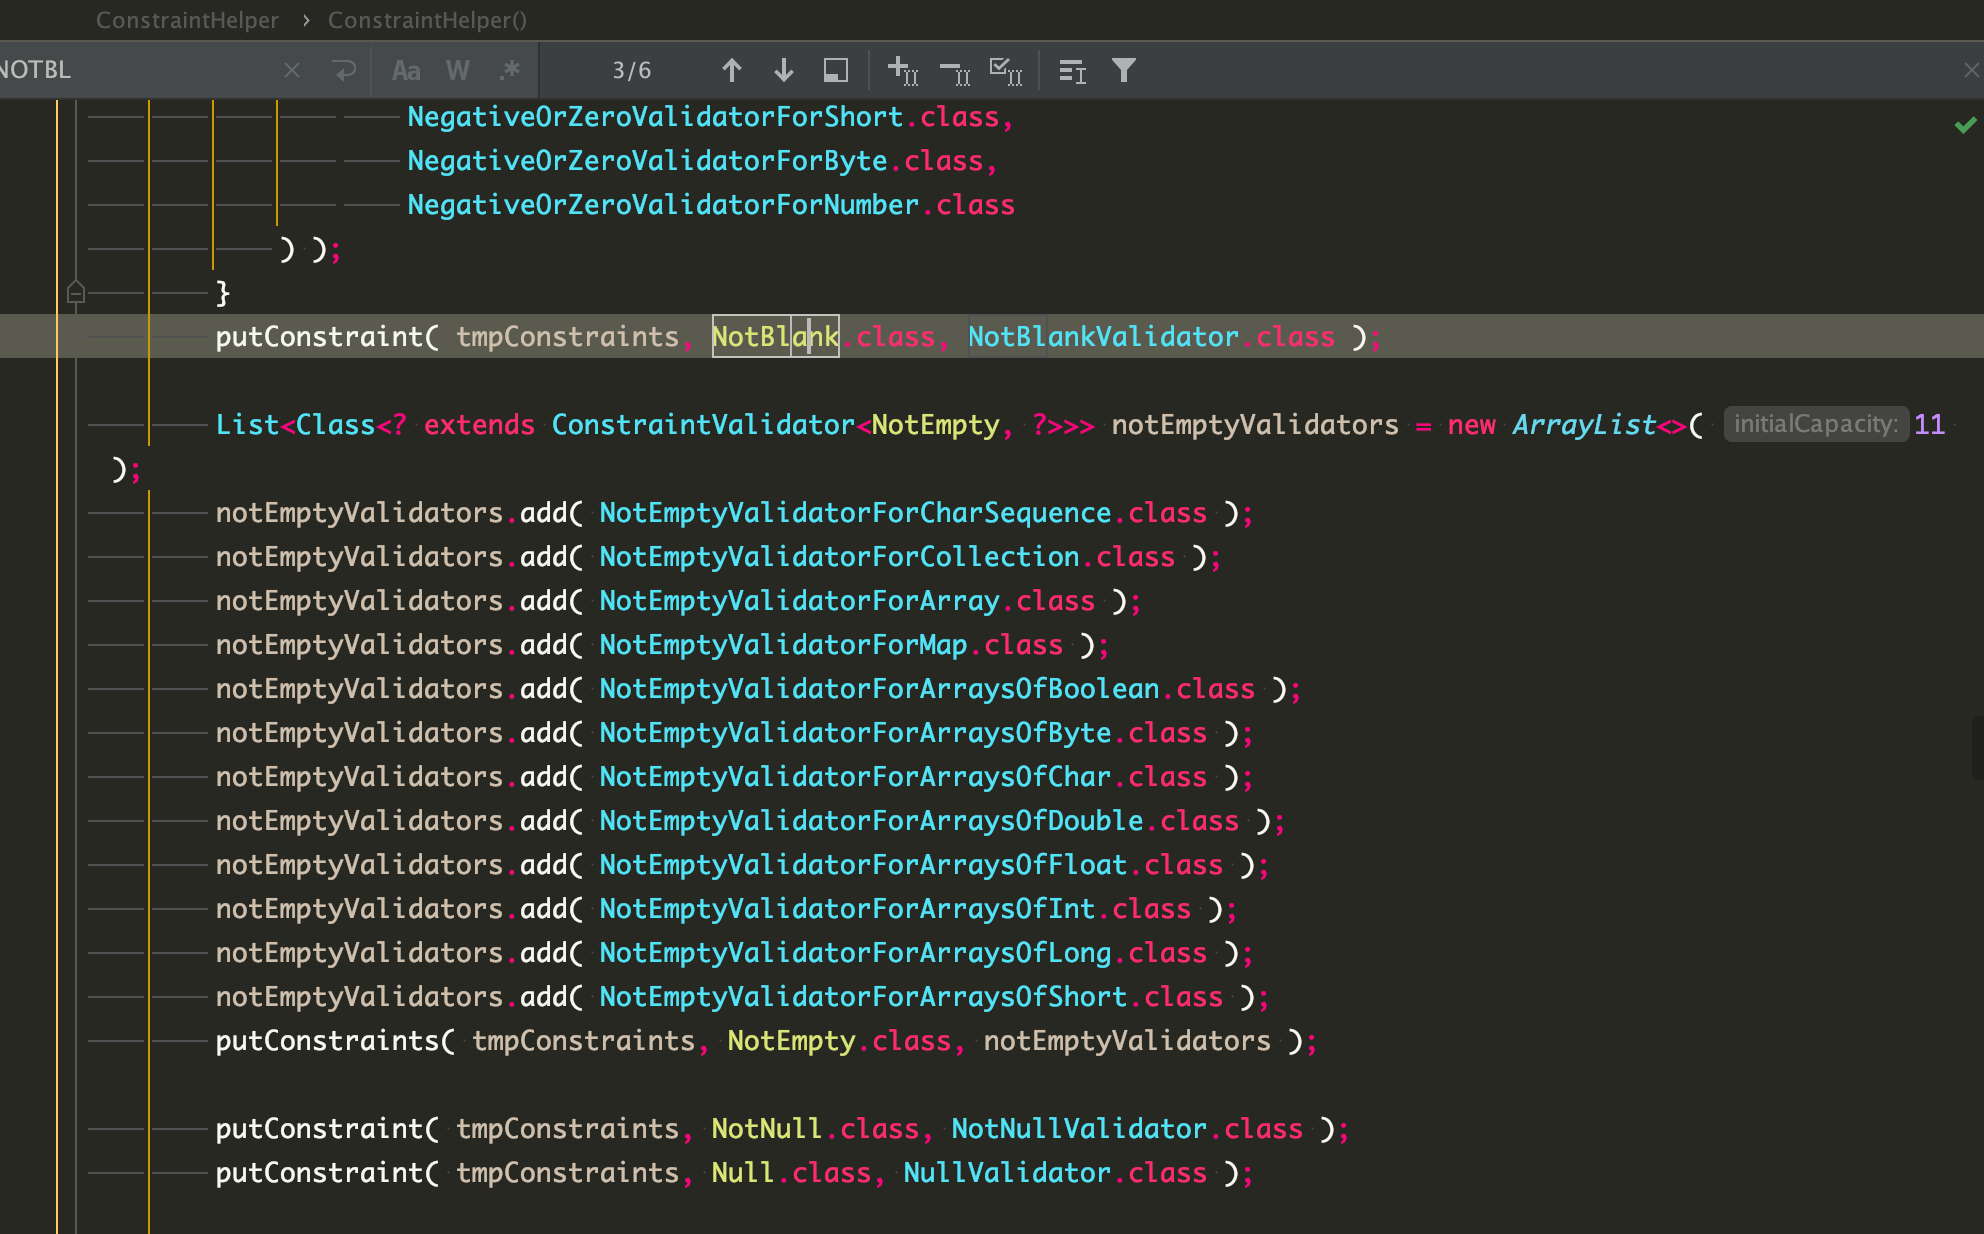 ConstraintHelper › ConstraintHelper()
NOTBL × Aa W .* 3/6
NegativeOrZeroValidatorForShort.class,
NegativeOrZeroValidatorForByte.class,
NegativeOrZeroValidatorForNumber.class
) );
}
putConstraint( tmpConstraints, NotBlank.class, NotBlankValidator.class );
List<Class<? extends ConstraintValidator<NotEmpty, ?>>> notEmptyValidators = new ArrayList<>( initialCapacity: 11
);
notEmptyValidators.add( NotEmptyValidatorForCharSequence.class );
notEmptyValidators.add( NotEmptyValidatorForCollection.class );
notEmptyValidators.add( NotEmptyValidatorForArray.class );
notEmptyValidators.add( NotEmptyValidatorForMap.class );
notEmptyValidators.add( NotEmptyValidatorForArraysOfBoolean.class );
notEmptyValidators.add( NotEmptyValidatorForArraysOfByte.class );
notEmptyValidators.add( NotEmptyValidatorForArraysOfChar.class );
notEmptyValidators.add( NotEmptyValidatorForArraysOfDouble.class );
notEmptyValidators.add( NotEmptyValidatorForArraysOfFloat.class );
notEmptyValidators.add( NotEmptyValidatorForArraysOfInt.class );
notEmptyValidators.add( NotEmptyValidatorForArraysOfLong.class );
notEmptyValidators.add( NotEmptyValidatorForArraysOfShort.class );
putConstraints( tmpConstraints, NotEmpty.class, notEmptyValidators );
putConstraint( tmpConstraints, NotNull.class, NotNullValidator.class );
putConstraint( tmpConstraints, Null.class, NullValidator.class );